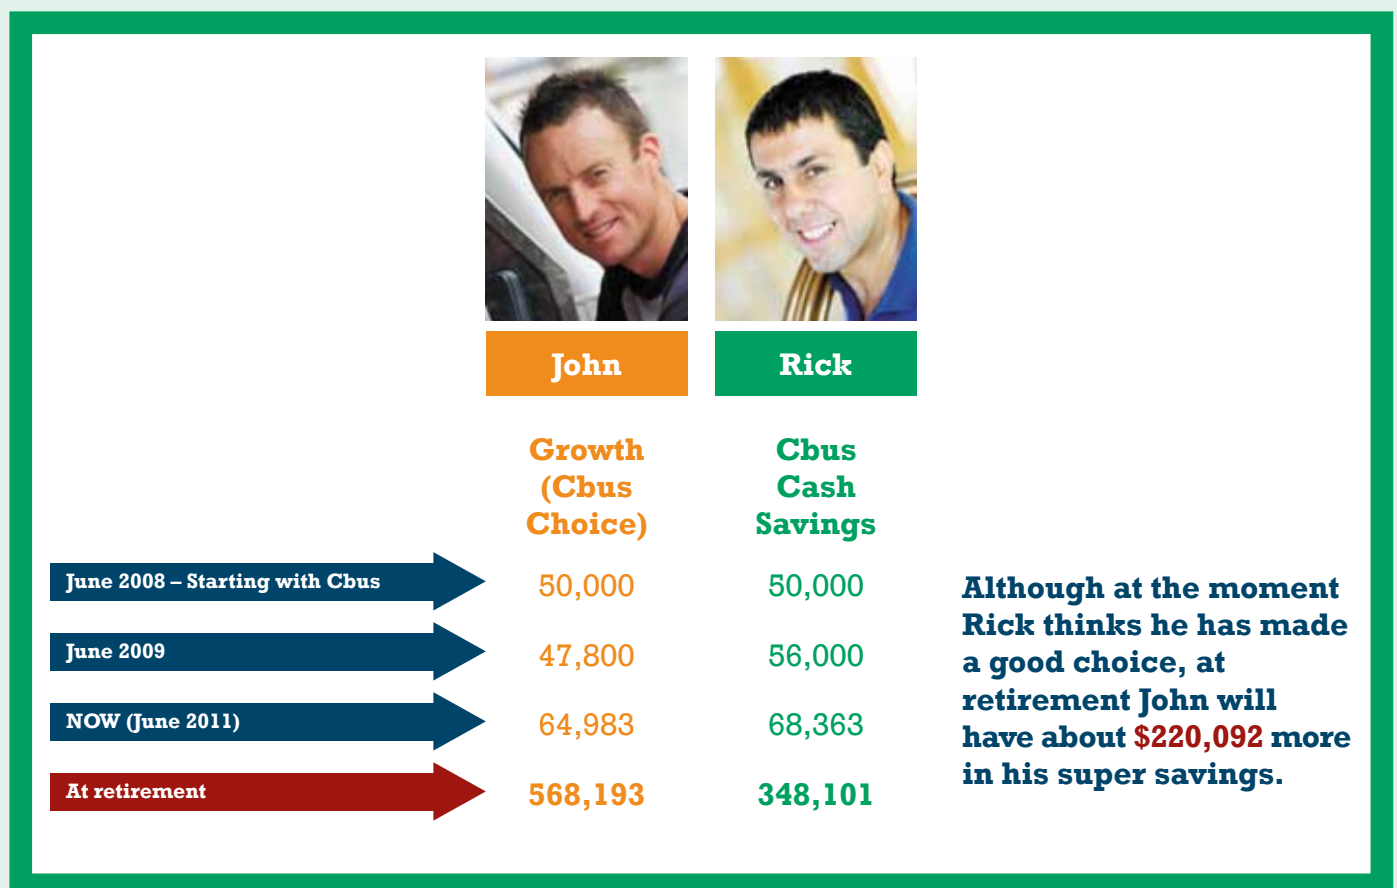 John Rick
Growth Cbus
(Cbus Cash
Choice) Savings
June 2008 – Starting with Cbus 50,000 50,000
June 2009 47,800 56,000
NOW (June 2011) 64,983 68,363
At retirement 568,193 348,101
Although at the moment
Rick thinks he has made
a good choice, at
retirement John will
have about $220,092 more
in his super savings.